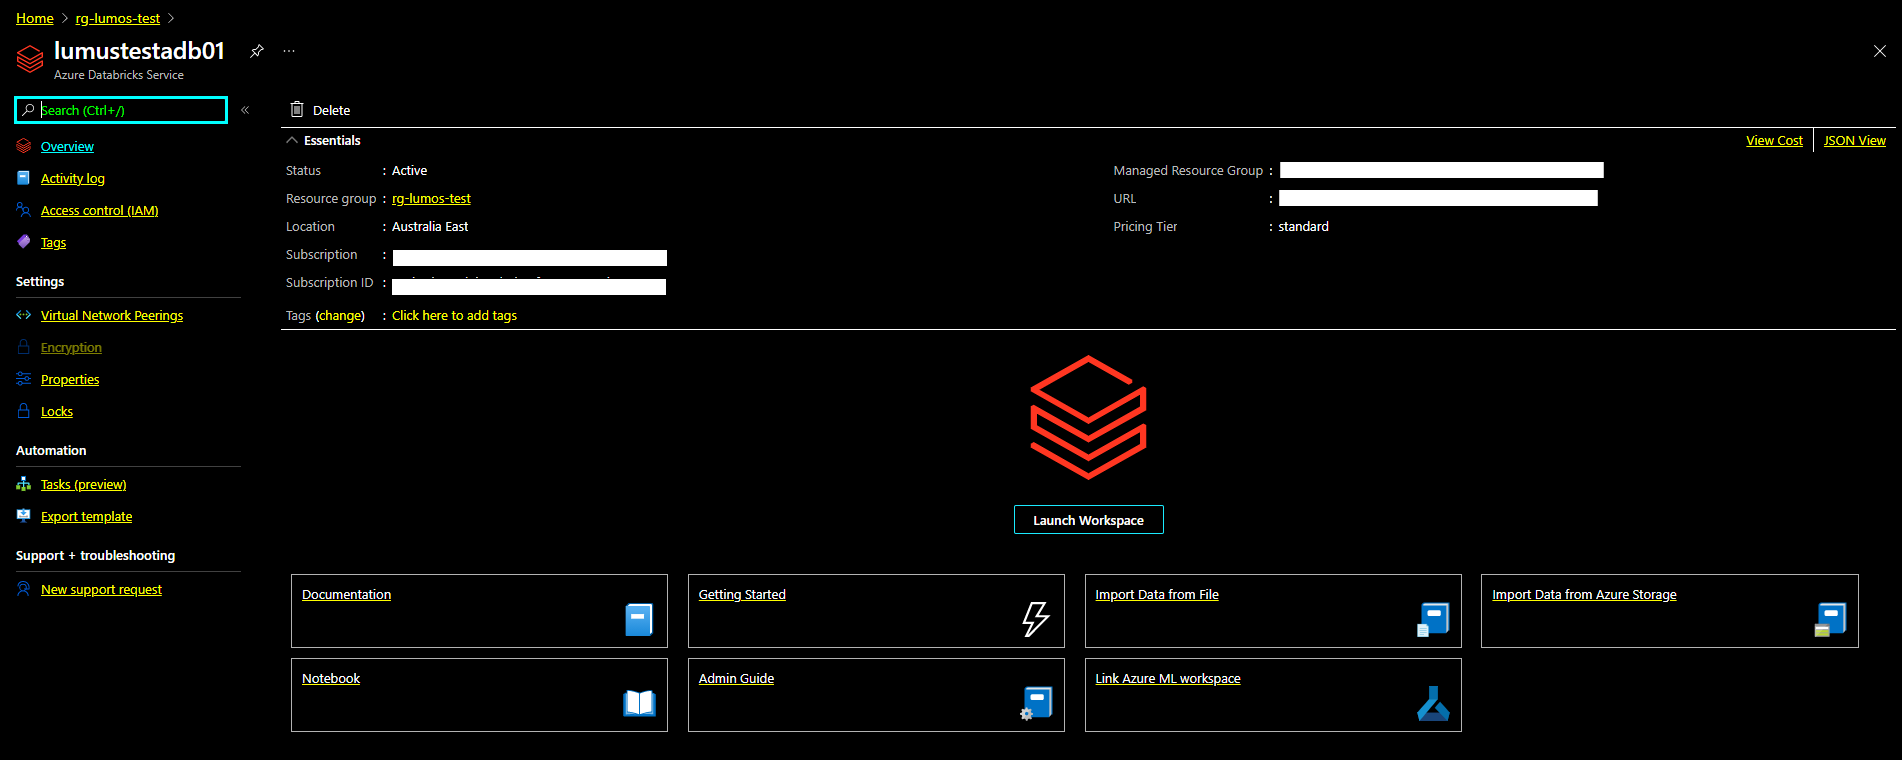 Home > rg-lumos-test >
lumustestadb01 ...
Azure Databricks Service
Search (Ctrl+/) «
Overview
Activity log
Access control (IAM)
Tags
Settings
Virtual Network Peerings
Encryption
Properties
Locks
Automation
Tasks (preview)
Export template
Support + troubleshooting
New support request
Delete
Essentials
View Cost
JSON View
Status : Active
Resource group : rg-lumos-test
Location : Australia East
Subscription :
Subscription ID :
Tags (change) : Click here to add tags
Managed Resource Group :
URL :
Pricing Tier : standard
Launch Workspace
Documentation
Getting Started
Import Data from File
Import Data from Azure Storage
Notebook
Admin Guide
Link Azure ML workspace